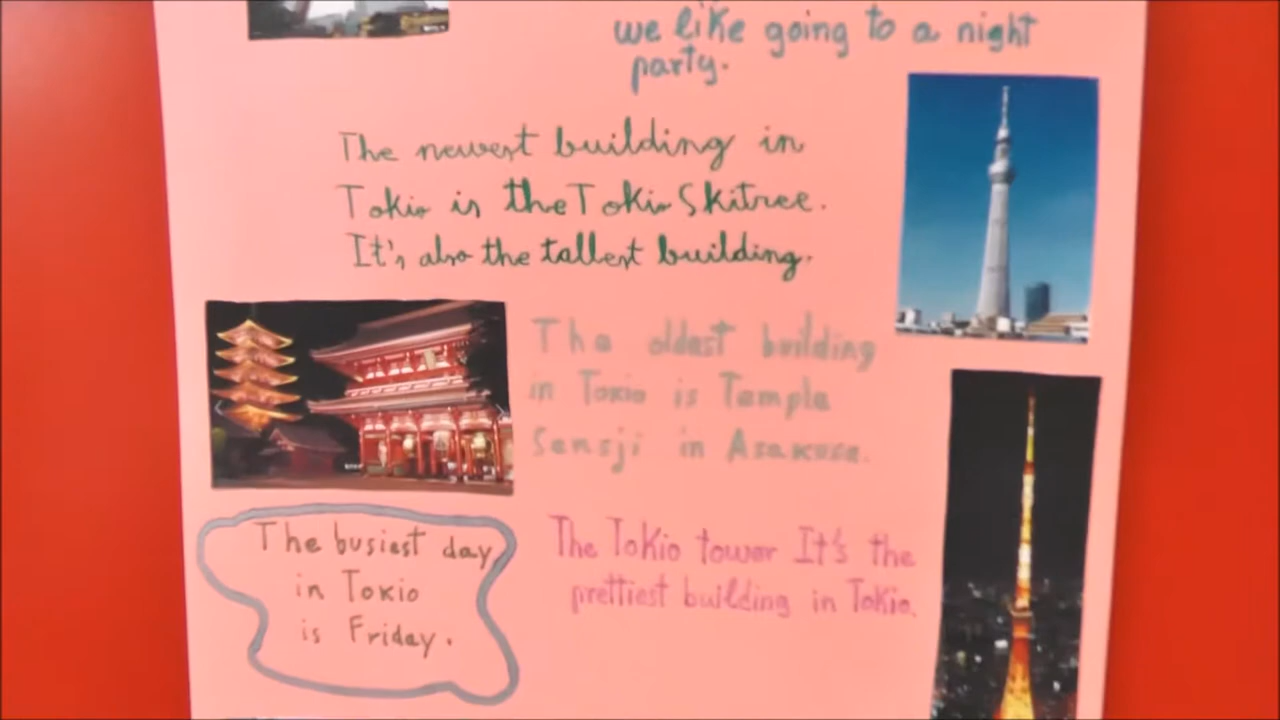 we like going to a night
party.
The newest building in
Tokio is the Tokio Skitree.
It's also the tallest building.
The oldest building
in Tokio is Temple
Sensji in Asakusa.
The busiest day
in Tokio
is Friday.
The Tokio tower It's the
prettiest building in Tokio.